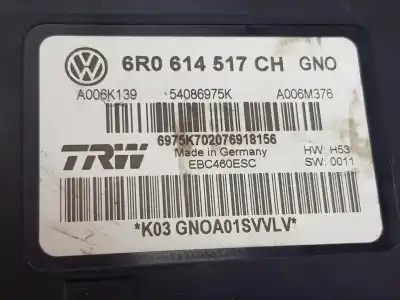 6R0 614 517 CH GNO
A006K139 54086975K A006M376
6975K702076918156
TRW Made in Germany HW: H53
EBC460ESC SW: 0011
*K03 GNOA01SVVLV*